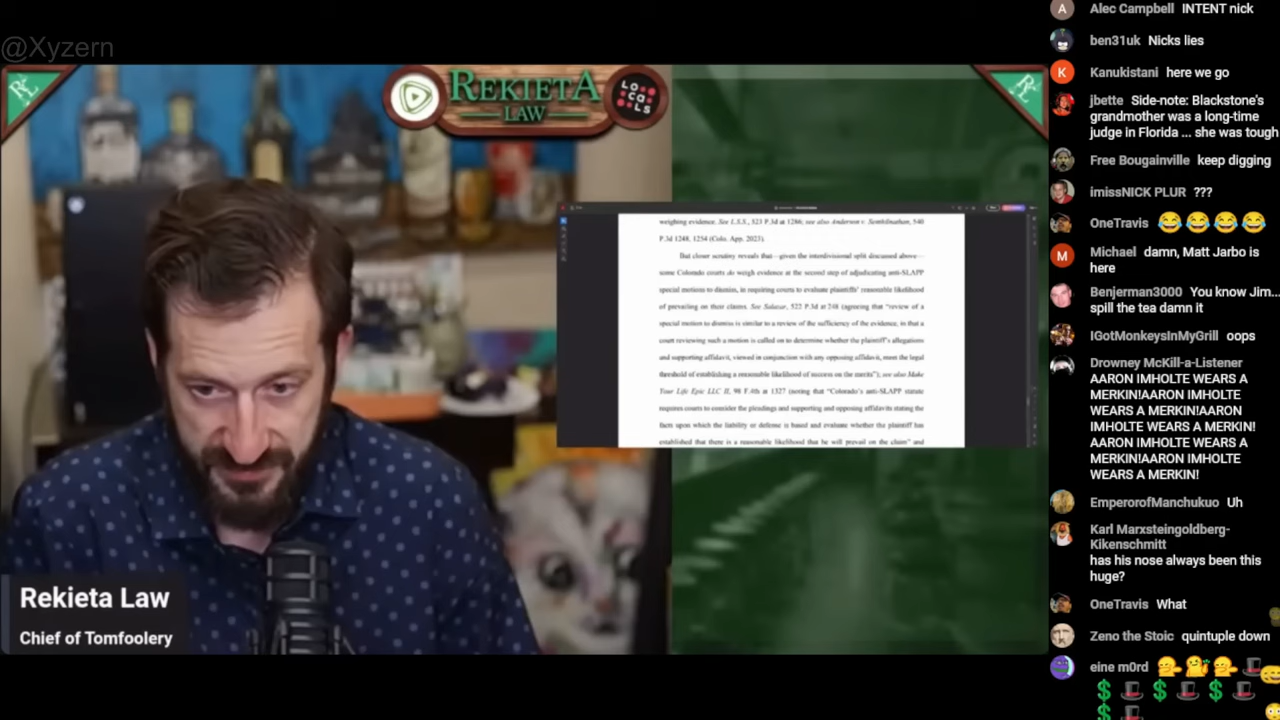 @Xyzern
REKIETA
LAW
LO
CALS
RL
RL
weighing evidence. See L.S.S., 523 P.3d at 1286; see also Anderson v. Senthilnathan, 540
P.3d 1248, 1254 (Colo. App. 2023).
But closer scrutiny reveals that—given the interdivisional split discussed above—
some Colorado courts do weigh evidence at the second step of adjudicating anti-SLAPP
special motions to dismiss, in requiring courts to evaluate plaintiffs' reasonable likelihood
of prevailing on their claims. See Salazar, 522 P.3d at 248 (agreeing that "review of a
special motion to dismiss is similar to a review of the sufficiency of the evidence, in that a
court reviewing such a motion is called on to determine whether the plaintiff's allegations
and supporting affidavit, viewed in conjunction with any opposing affidavit, meet the legal
threshold of establishing a reasonable likelihood of success on the merits"); see also Make
Your Life Epic LLC II, 98 F.4th at 1327 (noting that "Colorado's anti-SLAPP statute
requires courts to consider the pleadings and supporting and opposing affidavits stating the
facts upon which the liability or defense is based and evaluate whether the plaintiff has
established that there is a reasonable likelihood that he will prevail on the claim" and
Rekieta Law
Chief of Tomfoolery
A
Alec Campbell INTENT nick
ben31uk Nicks lies
K
Kanukistani here we go
jbette Side-note: Blackstone's
grandmother was a long-time
judge in Florida ... she was tough
Free Bougainville keep digging
imissNICK PLUR ???
OneTravis 😂😂😂😂
M
Michael damn, Matt Jarbo is
here
Benjerman3000 You know Jim...
spill the tea damn it
IGotMonkeysInMyGrill oops
Drowney McKill-a-Listener
AARON IMHOLTE WEARS A
MERKIN!AARON IMHOLTE
WEARS A MERKIN!AARON
IMHOLTE WEARS A MERKIN!
AARON IMHOLTE WEARS A
MERKIN!AARON IMHOLTE
WEARS A MERKIN!
EmperorofManchukuo Uh
Karl Marxsteingoldberg-
Kikenschmitt
has his nose always been this
huge?
OneTravis What
Zeno the Stoic quintuple down
eine m0rd